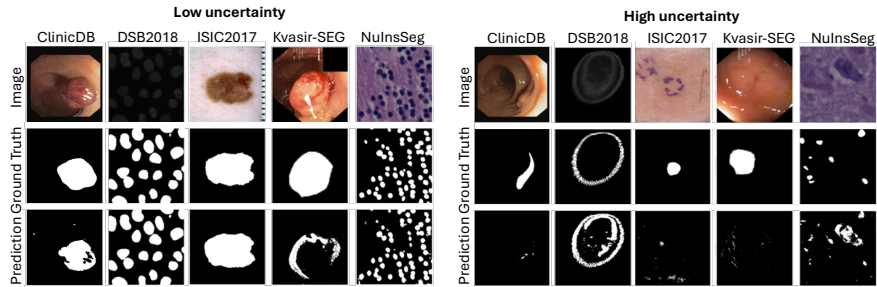 Low uncertainty
ClinicDB DSB2018 ISIC2017 Kvasir-SEG NuInsSeg
Image
Ground Truth
Prediction
High uncertainty
ClinicDB DSB2018 ISIC2017 Kvasir-SEG NuInsSeg
Image
Ground Truth
Prediction